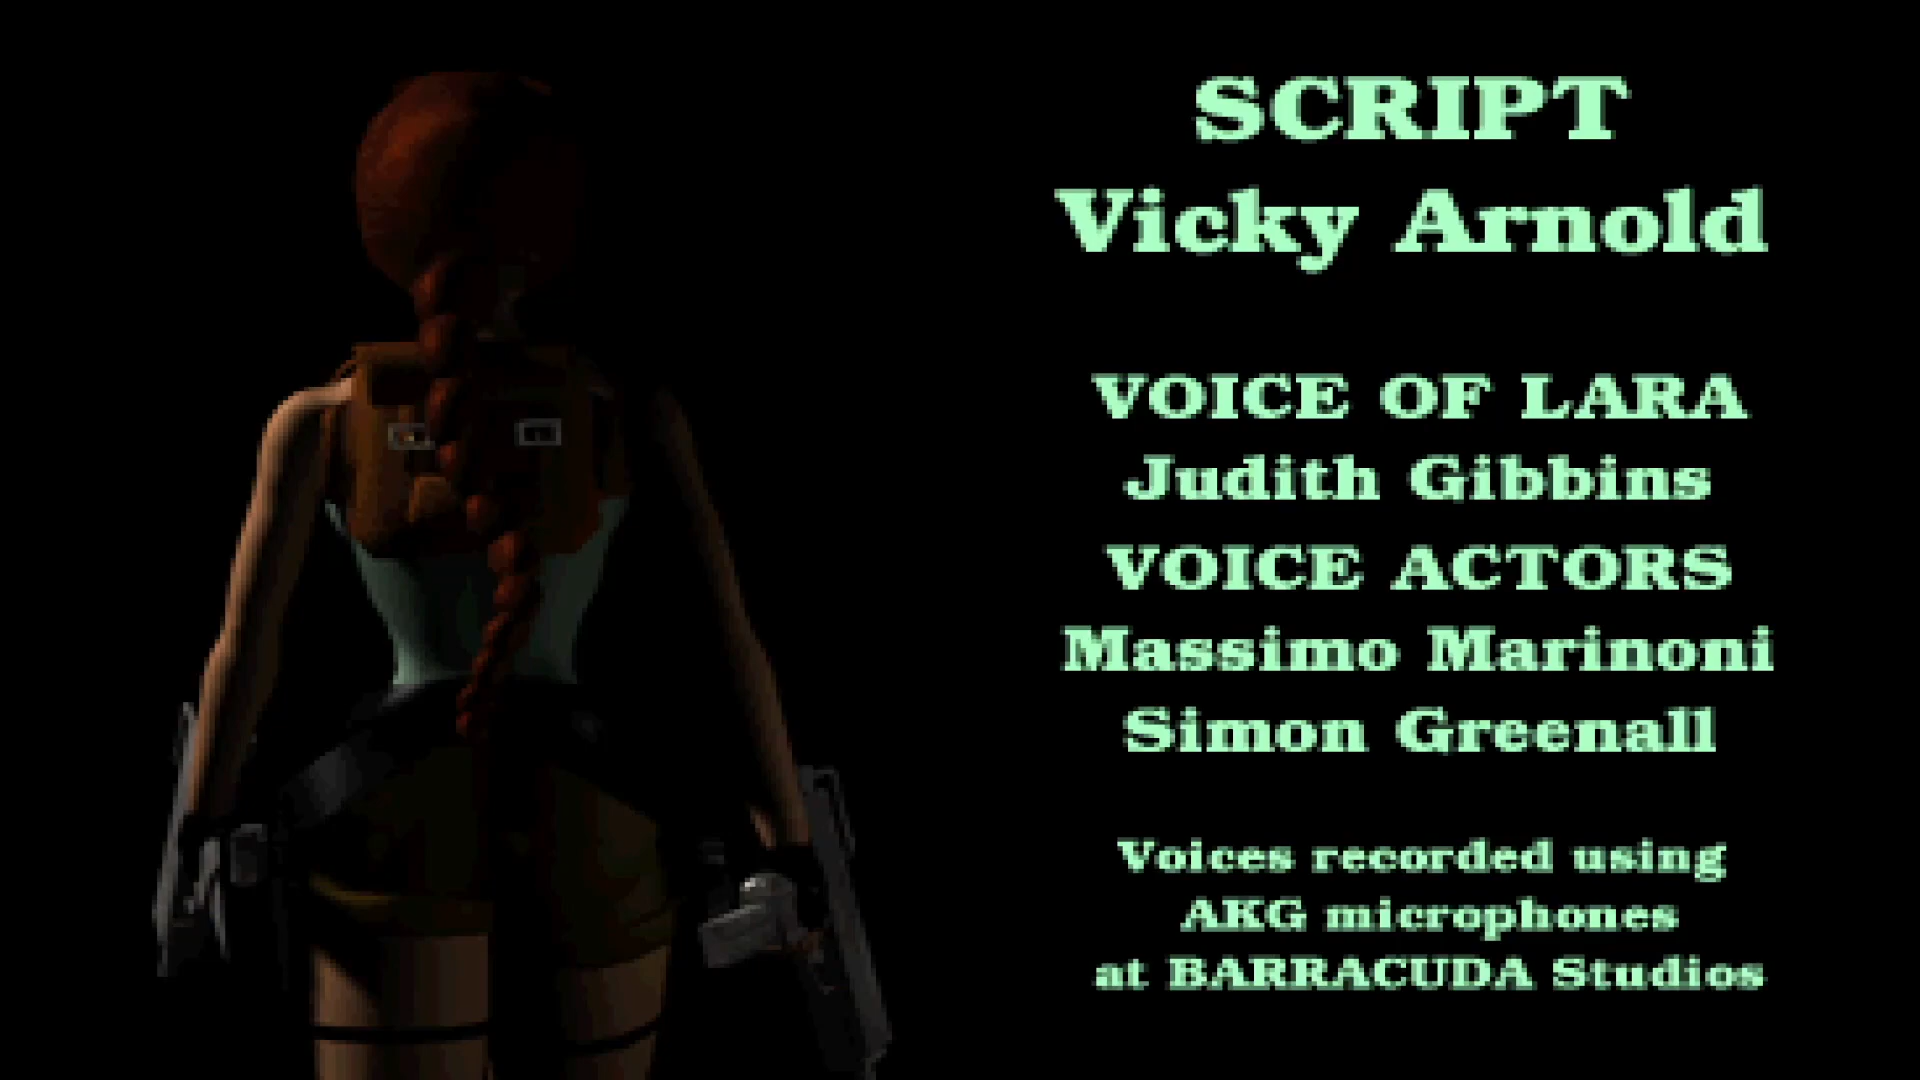 SCRIPT
Vicky Arnold
VOICE OF LARA
Judith Gibbins
VOICE ACTORS
Massimo Marinoni
Simon Greenall
Voices recorded using
AKG microphones
at BARRACUDA Studios